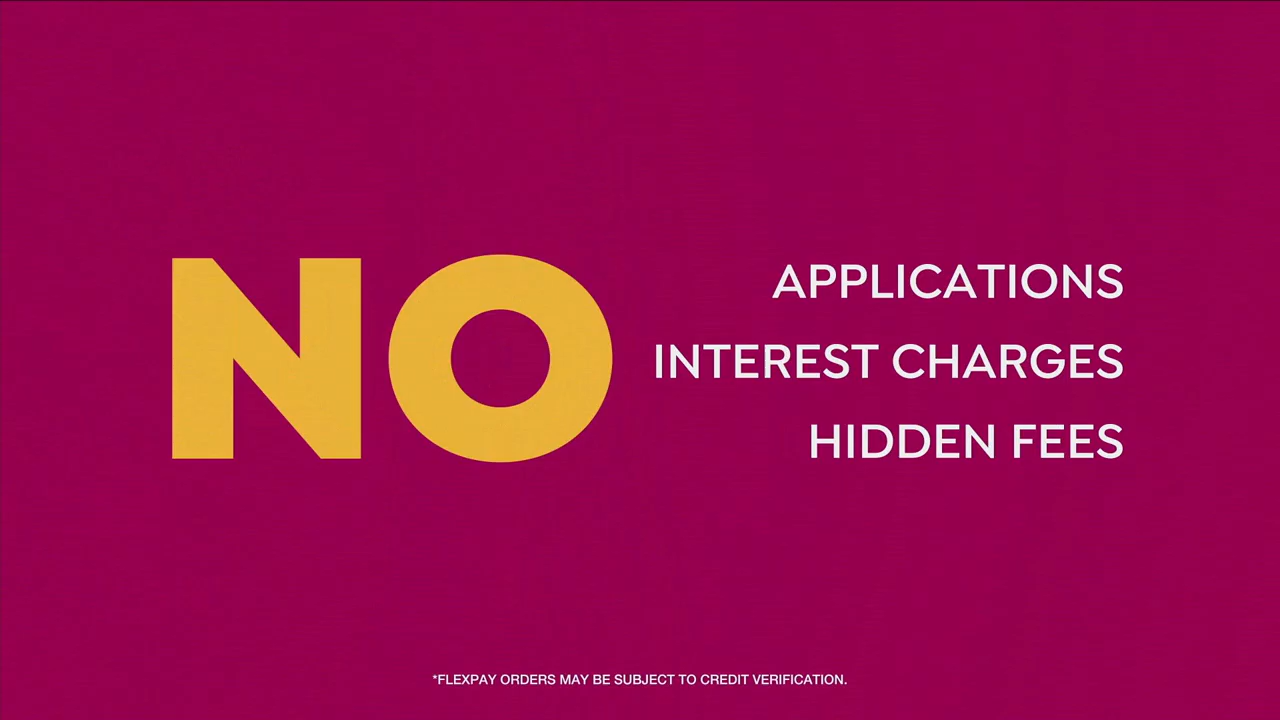 NO
APPLICATIONS
INTEREST CHARGES
HIDDEN FEES
*FLEXPAY ORDERS MAY BE SUBJECT TO CREDIT VERIFICATION.